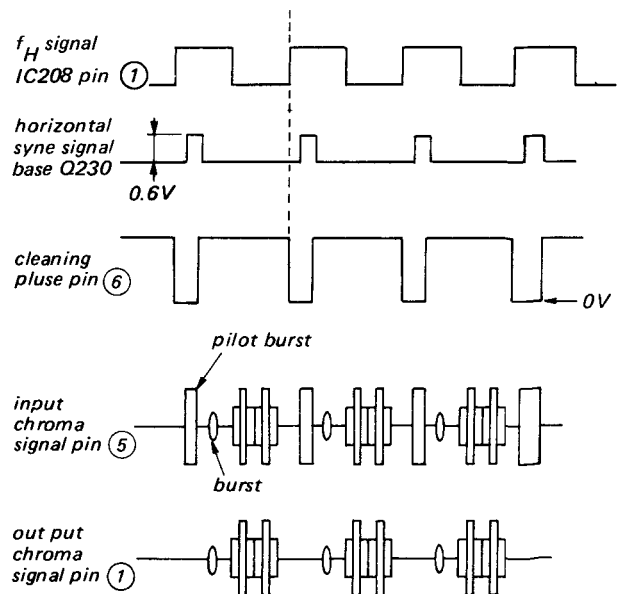 f_H signal
IC208 pin ①
horizontal
syne signal
base Q230
0.6V
cleaning
pluse pin ⑥
0V
pilot burst
input
chroma
signal pin ⑤
burst
out put
chroma
signal pin ①